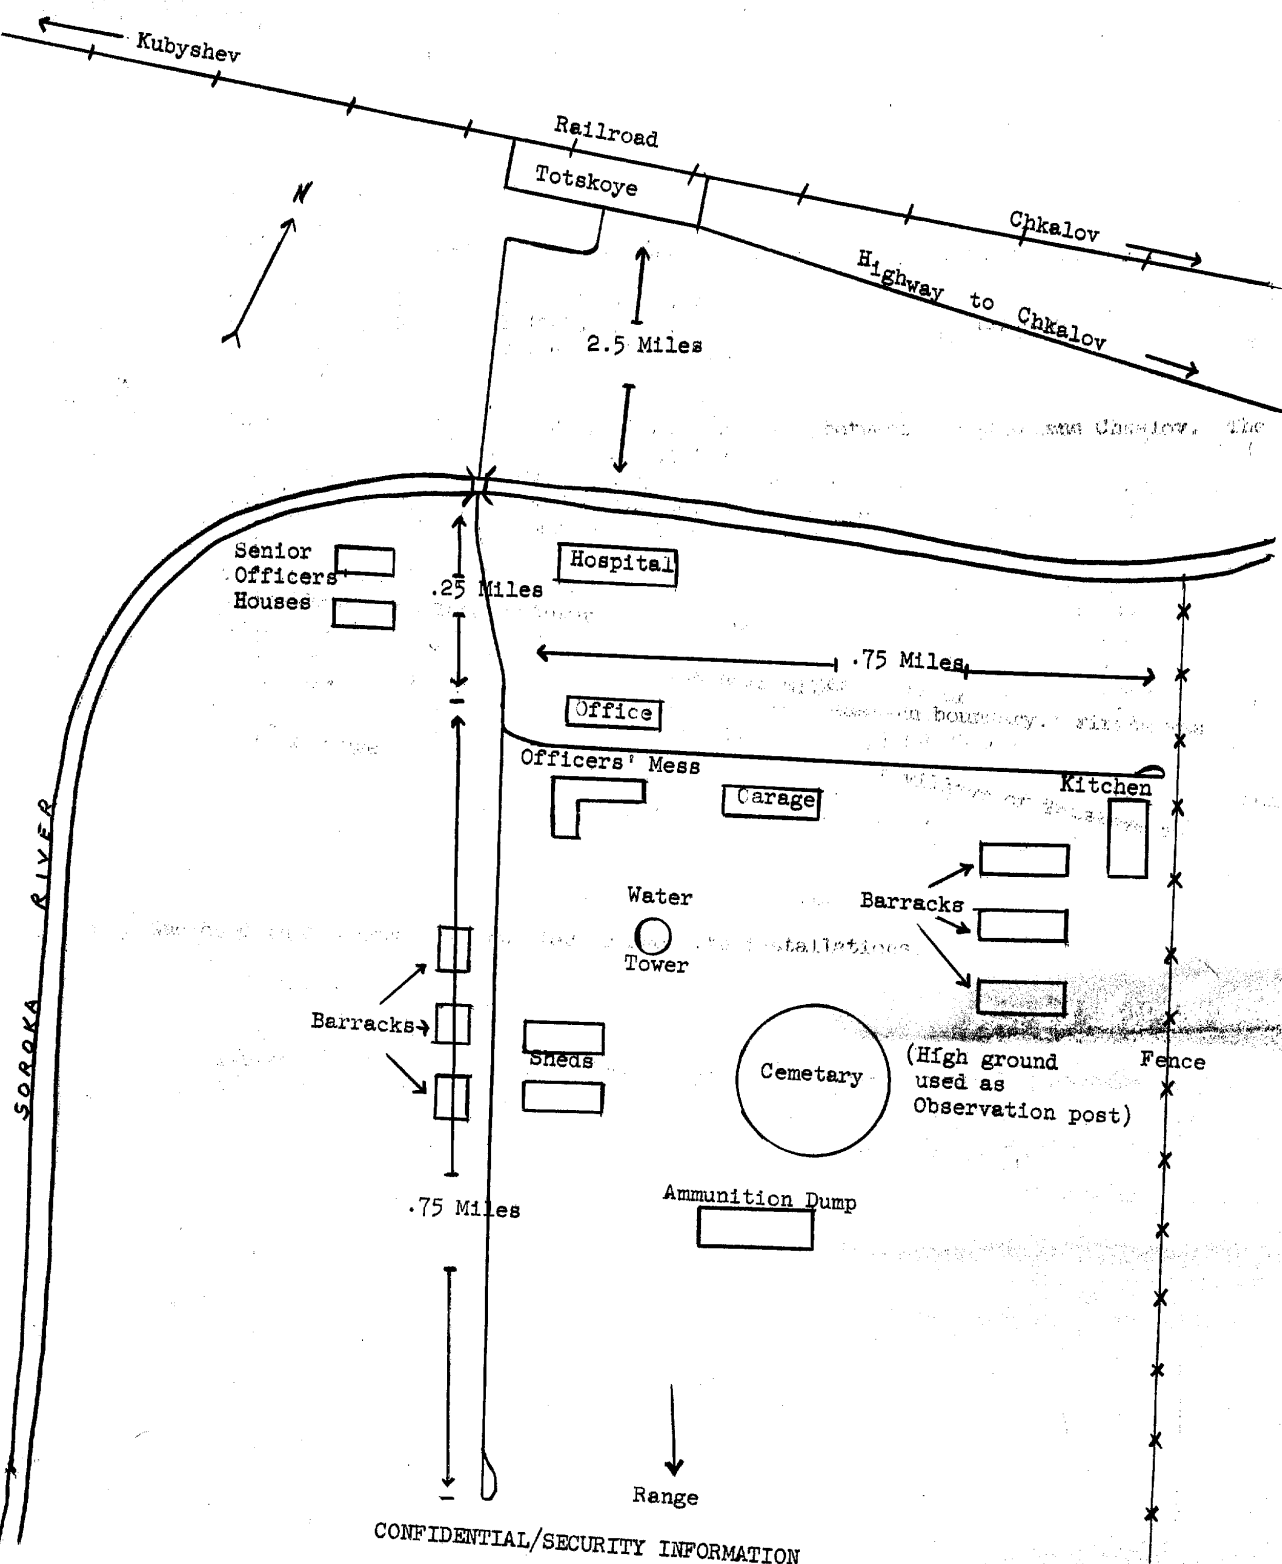 Kubyshev
Railroad
Totskoye
N
Chkalov
Highway to Chkalov
2.5 Miles
Senior
Officers'
Houses
.25 Miles
Hospital
.75 Miles
Office
Officers' Mess
Garage
Kitchen
Water
Tower
Barracks
SOROKA RIVER
Barracks
Sheds
Cemetary
(High ground
used as
Observation post)
Fence
Ammunition Dump
.75 Miles
Range
CONFIDENTIAL/SECURITY INFORMATION